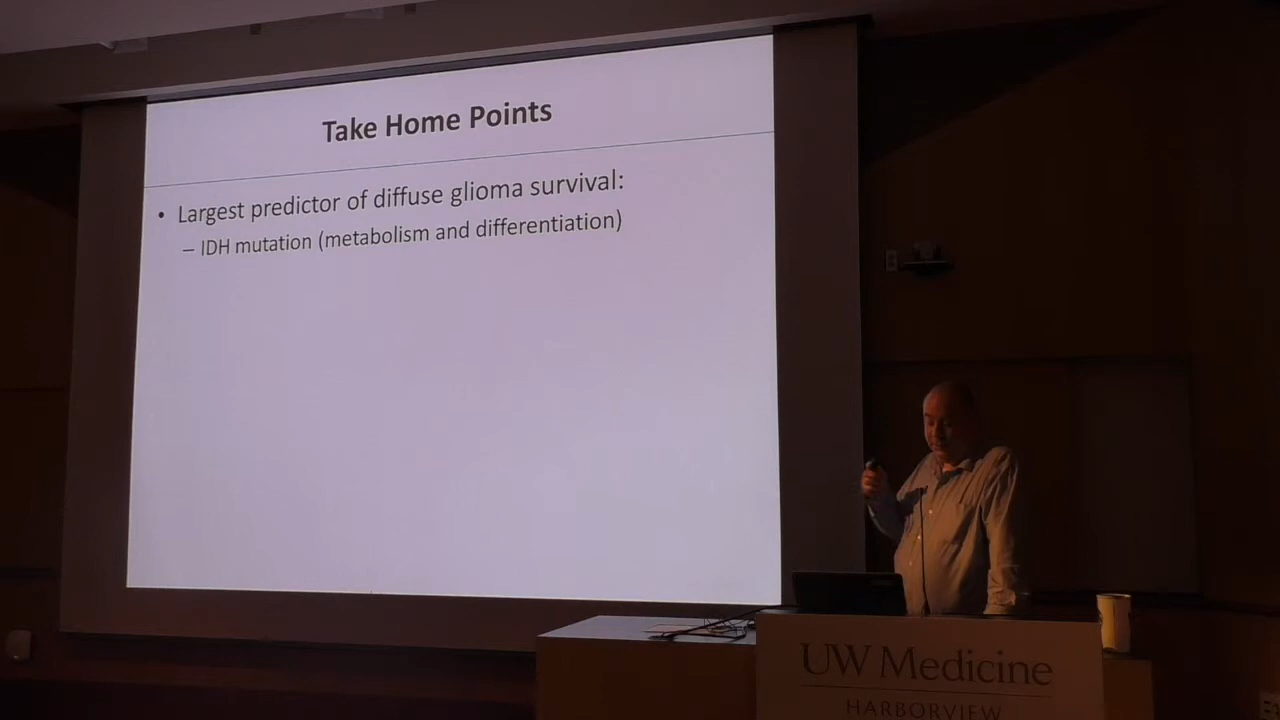 Take Home Points
• Largest predictor of diffuse glioma survival:
– IDH mutation (metabolism and differentiation)
UW Medicine
HARBORVIEW